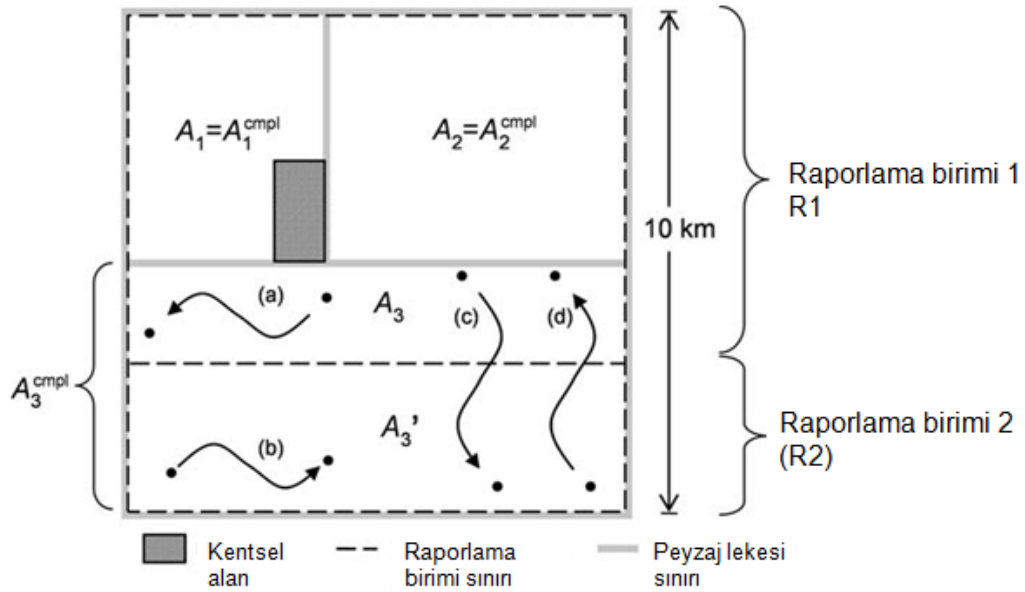 A₁=A₁ᶜᵐᵖˡ
A₂=A₂ᶜᵐᵖˡ
10 km
Raporlama birimi 1
R1
(a)
A₃
(c)
(d)
A₃ᶜᵐᵖˡ
A₃’
(b)
Raporlama birimi 2
(R2)
Kentsel
alan
Raporlama
birimi sınırı
Peyzaj lekesi
sınırı